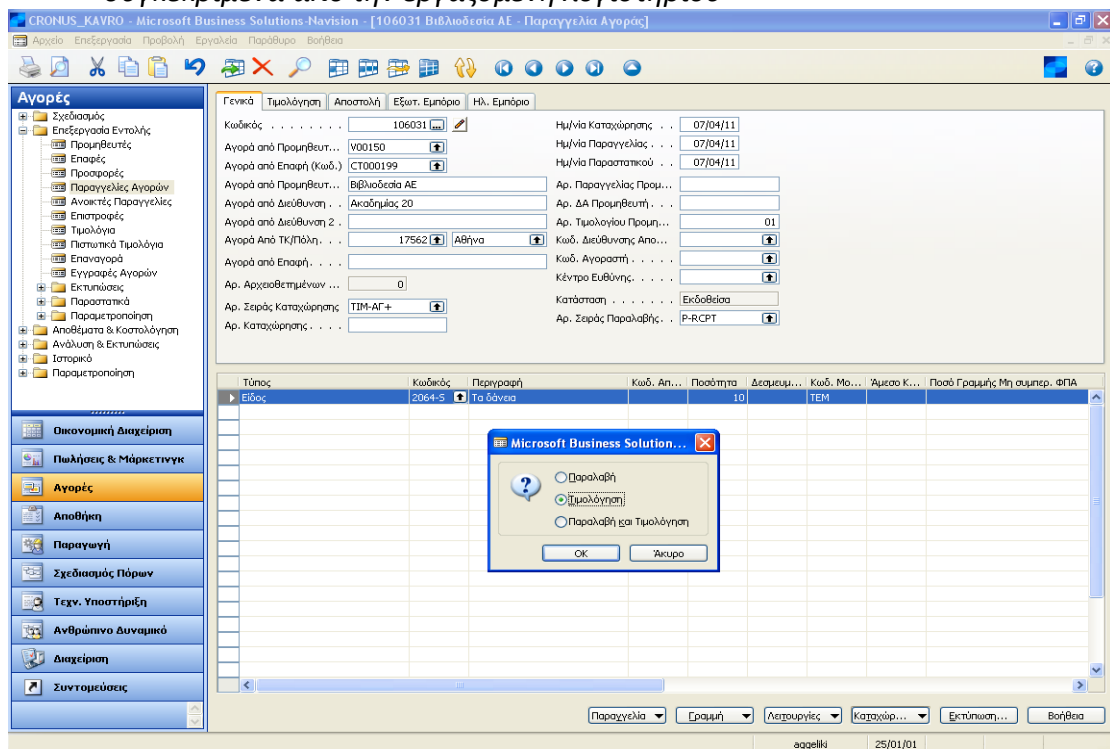 συγκεκριμένα από την εργαζόμενη λογιστηρίου
CRONUS_KAVRO - Microsoft Business Solutions-Navision - [106031 Βιβλιοδεσία ΑΕ - Παραγγελία Αγοράς]
Αρχείο Επεξεργασία Προβολή Εργαλεία Παράθυρο Βοήθεια
Αγορές
Σχεδιασμός
Επεξεργασία Εντολής
Προμηθευτές
Επαφές
Προσφορές
Παραγγελίες Αγορών
Ανοικτές Παραγγελίες
Επιστροφές
Τιμολόγια
Πιστωτικά Τιμολόγια
Επαναγορά
Εγγραφές Αγορών
Εκτυπώσεις
Παραστατικά
Παραμετροποίηση
Αποθέματα & Κοστολόγηση
Ανάλυση & Εκτυπώσεις
Ιστορικό
Παραμετροποίηση
Οικονομική Διαχείριση
Πωλήσεις & Μάρκετινγκ
Αγορές
Αποθήκη
Παραγωγή
Σχεδιασμός Πόρων
Τεχν. Υποστήριξη
Ανθρώπινο Δυναμικό
Διαχείριση
Συντομεύσεις
Γενικά Τιμολόγηση Αποστολή Εξωτ. Εμπόριο Ηλ. Εμπόριο
Κωδικός . . . . . . . . 106031 Ημ/νία Καταχώρησης . . 07/04/11
Αγορά από Προμηθευτ... V00150 Ημ/νία Παραγγελίας . . 07/04/11
Αγορά από Επαφή (Κωδ.) CT000199 Ημ/νία Παραστατικού . . 07/04/11
Αγορά από Προμηθευτ... Βιβλιοδεσία ΑΕ Αρ. Παραγγελίας Προμ...
Αγορά από Διεύθυνση . . Ακαδημίας 20 Αρ. ΔΑ Προμηθευτή . . .
Αγορά από Διεύθυνση 2 . Αρ. Τιμολογίου Προμη... 01
Αγορά Από ΤΚ/Πόλη. . . . 17562 Αθήνα Κωδ. Διεύθυνσης Απο...
Αγορά από Επαφή. . . . . Κωδ. Αγοραστή . . . . .
Αρ. Αρχειοθετημένων ... 0 Κέντρο Ευθύνης. . . . .
Αρ. Σειράς Καταχώρησης ΤΙΜ-ΑΓ+ Κατάσταση . . . . . . . Εκδοθείσα
Αρ. Καταχώρησης. . . . . Αρ. Σειράς Παραλαβής. . P-RCPT
Τύπος Κωδικός Περιγραφή Κωδ. Απ... Ποσότητα Δεσμευμ... Κωδ. Μο... Άμεσο Κ... Ποσό Γραμμής Μη συμπερ. ΦΠΑ
Είδος 2064-S Τα δάνεια 10 ΤΕΜ
Microsoft Business Solution...
Παραλαβή
Τιμολόγηση
Παραλαβή και Τιμολόγηση
OK Άκυρο
Παραγγελία Γραμμή Λειτουργίες Καταχώρ... Εκτύπωση... Βοήθεια
aggeliki 25/01/01